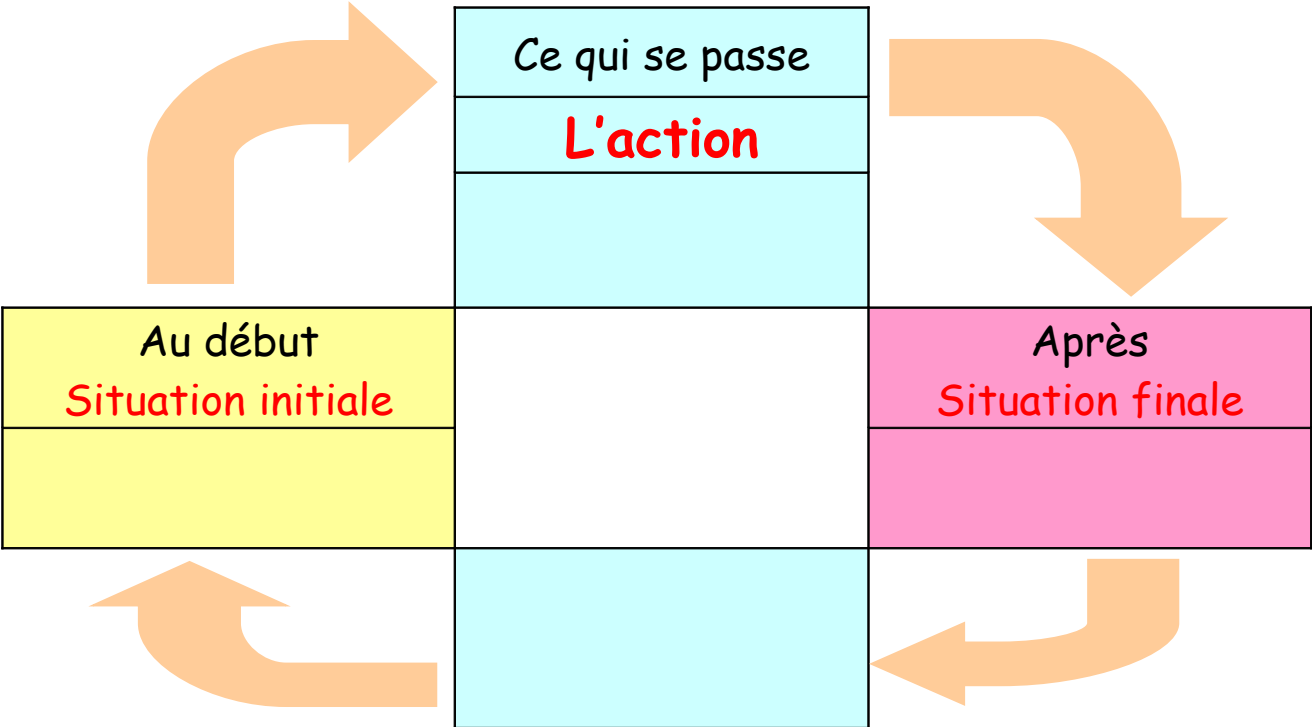 Ce qui se passe
L'action
Au début
Situation initiale
Après
Situation finale